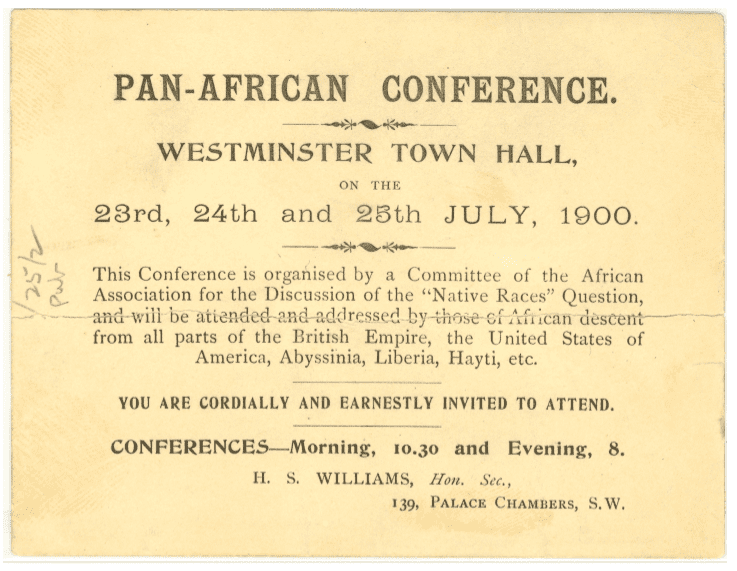 PAN-AFRICAN CONFERENCE.
WESTMINSTER TOWN HALL,
ON THE
23rd, 24th and 25th JULY, 1900.
This Conference is organised by a Committee of the African
Association for the Discussion of the “Native Races” Question,
and will be attended and addressed by those of African descent
from all parts of the British Empire, the United States of
America, Abyssinia, Liberia, Hayti, etc.
YOU ARE CORDIALLY AND EARNESTLY INVITED TO ATTEND.
CONFERENCES—Morning, 10.30 and Evening, 8.
H. S. WILLIAMS, Hon. Sec.,
139, PALACE CHAMBERS, S.W.